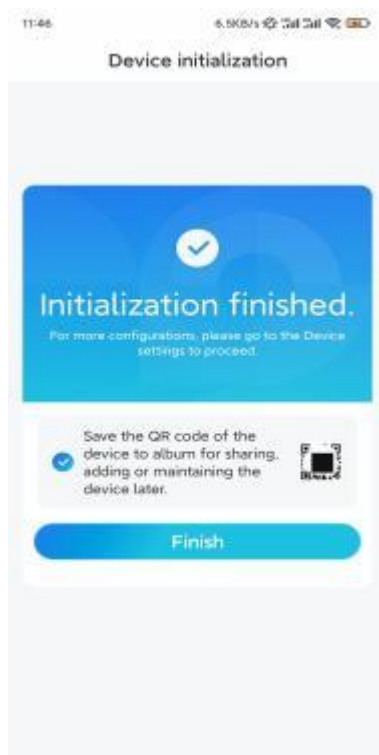 11:46
6.5KB/s
Device initialization
Initialization finished.
For more configurations, please go to the Device
settings to proceed.
Save the QR code of the
device to album for sharing,
adding or maintaining the
device later.
Finish